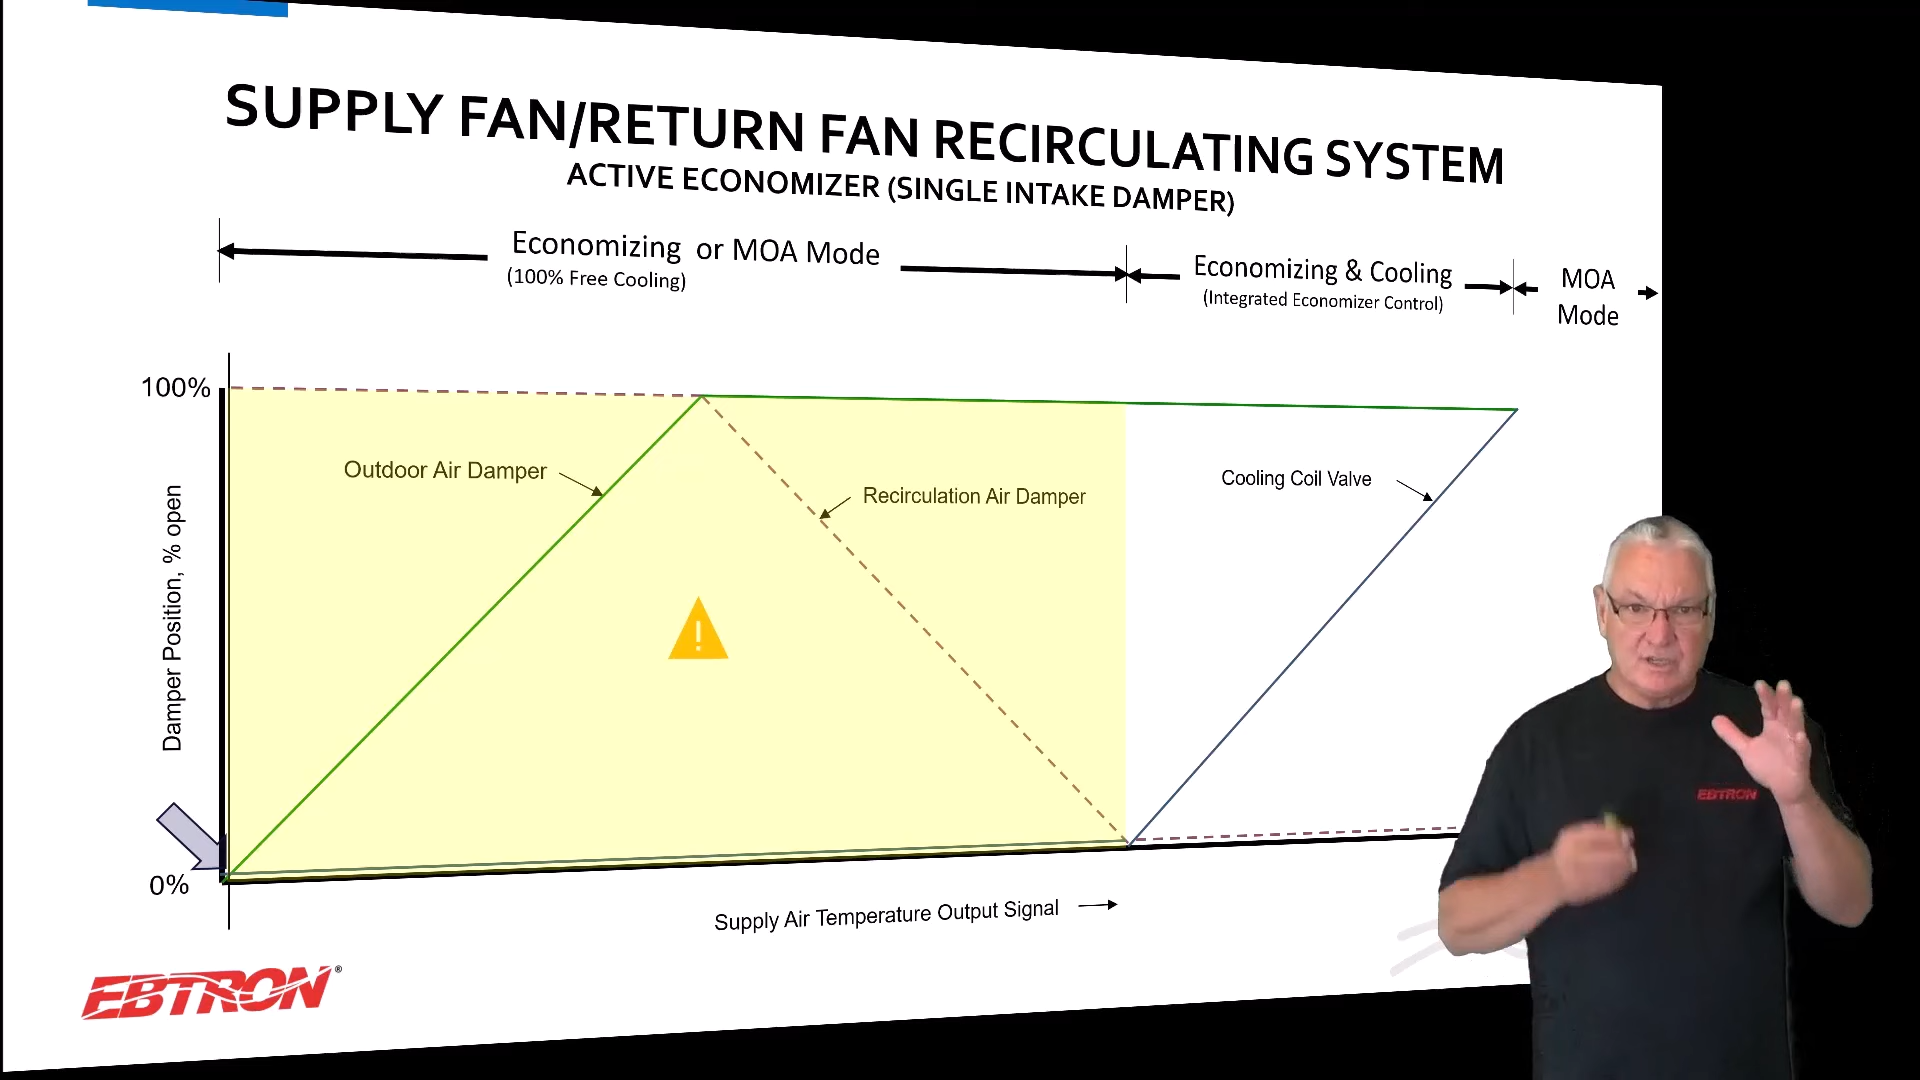 SUPPLY FAN/RETURN FAN RECIRCULATING SYSTEM
ACTIVE ECONOMIZER (SINGLE INTAKE DAMPER)
Economizing or MOA Mode
(100% Free Cooling)
Economizing & Cooling
(Integrated Economizer Control)
MOA
Mode
100%
Outdoor Air Damper
Recirculation Air Damper
Cooling Coil Valve
Damper Position, % open
!
0%
Supply Air Temperature Output Signal
EBTRON®
EBTRON